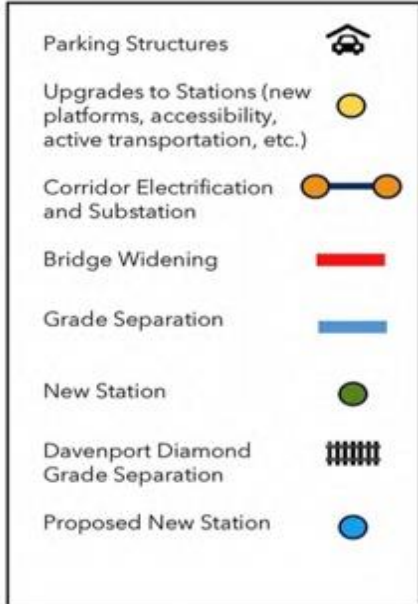 Parking Structures
Upgrades to Stations (new
platforms, accessibility,
active transportation, etc.)
Corridor Electrification
and Substation
Bridge Widening
Grade Separation
New Station
Davenport Diamond
Grade Separation
Proposed New Station